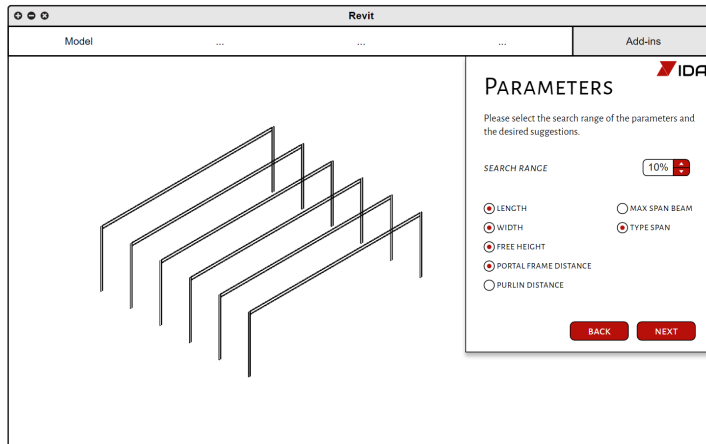 Revit
Model ... ... ... Add-ins
IDA
PARAMETERS
Please select the search range of the parameters and
the desired suggestions.
SEARCH RANGE 10%
LENGTH MAX SPAN BEAM
WIDTH TYPE SPAN
FREE HEIGHT
PORTAL FRAME DISTANCE
PURLIN DISTANCE
BACK NEXT